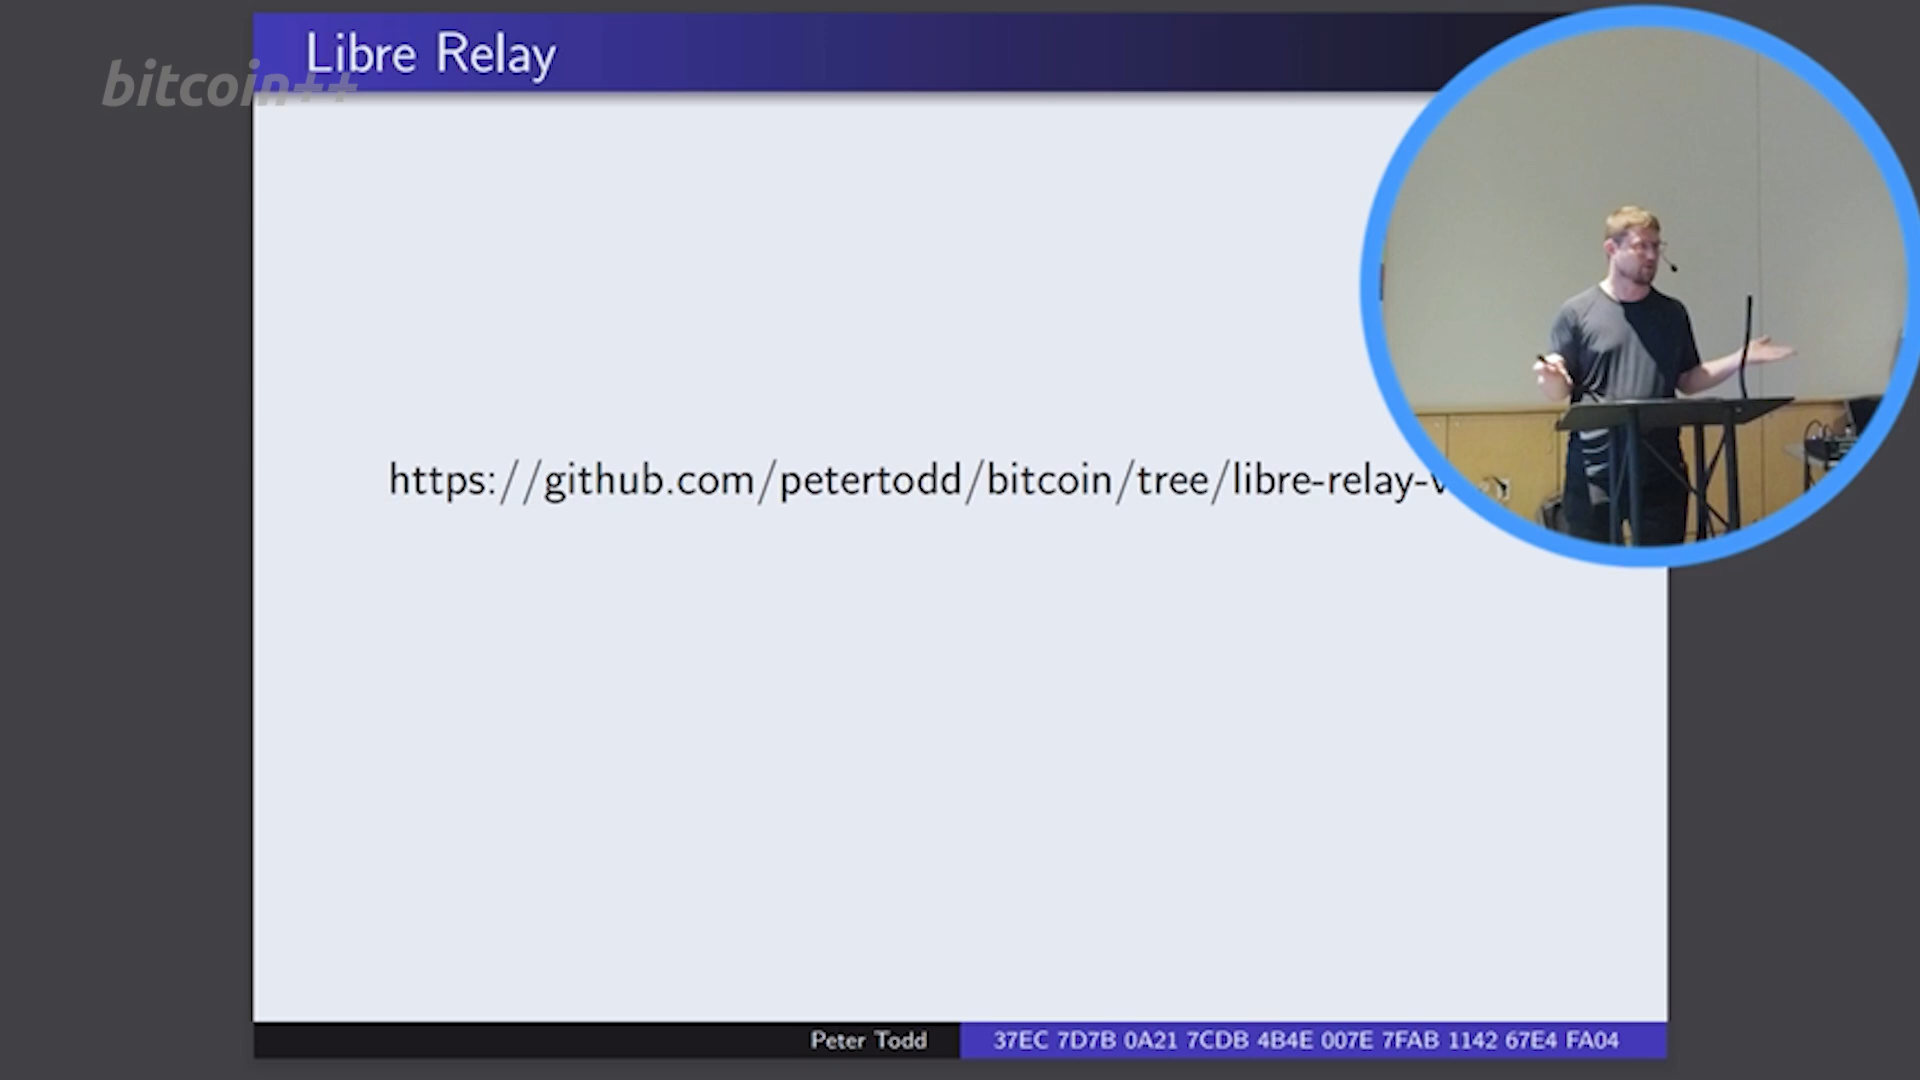 Libre Relay
bitcoin++
https://github.com/petertodd/bitcoin/tree/libre-relay-v
Peter Todd
37EC 7D7B 0A21 7CDB 4B4E 007E 7FAB 1142 67E4 FA04